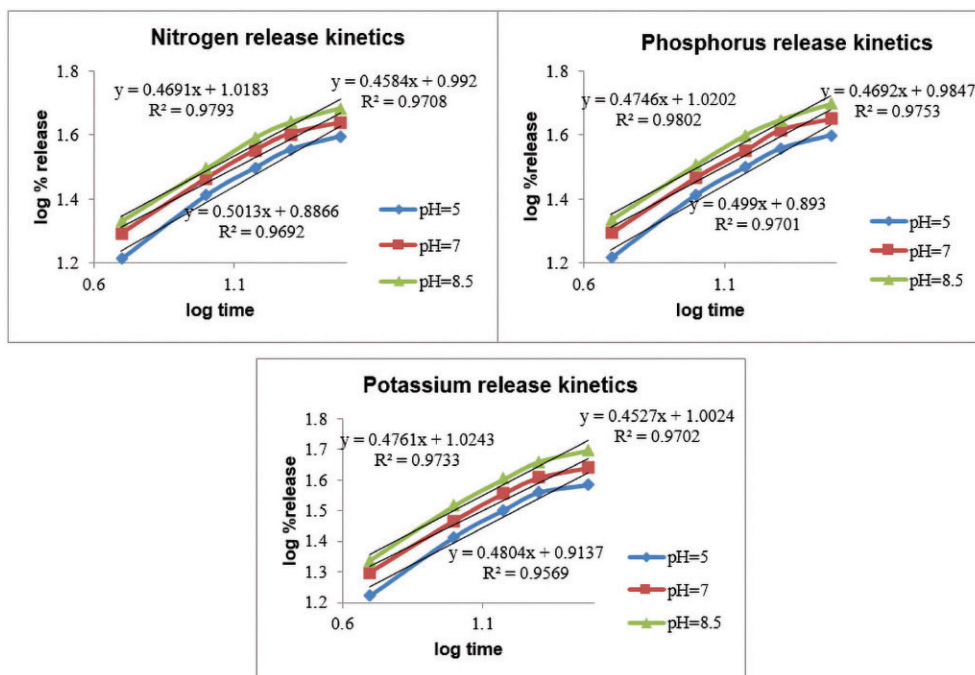 Nitrogen release kinetics
1.8
1.6
1.4
1.2
0.6
1.1
log % release
log time
y = 0.4691x + 1.0183
R² = 0.9793
y = 0.4584x + 0.992
R² = 0.9708
y = 0.5013x + 0.8866
R² = 0.9692
pH=5
pH=7
pH=8.5
Phosphorus release kinetics
1.8
1.6
1.4
1.2
0.6
1.1
log %release
log time
y = 0.4746x + 1.0202
R² = 0.9802
y = 0.4692x + 0.9847
R² = 0.9753
y = 0.499x + 0.893
R² = 0.9701
pH=5
pH=7
pH=8.5
Potassium release kinetics
1.8
1.7
1.6
1.5
1.4
1.3
1.2
0.6
1.1
log %release
log time
y = 0.4761x + 1.0243
R² = 0.9733
y = 0.4527x + 1.0024
R² = 0.9702
y = 0.4804x + 0.9137
R² = 0.9569
pH=5
pH=7
pH=8.5